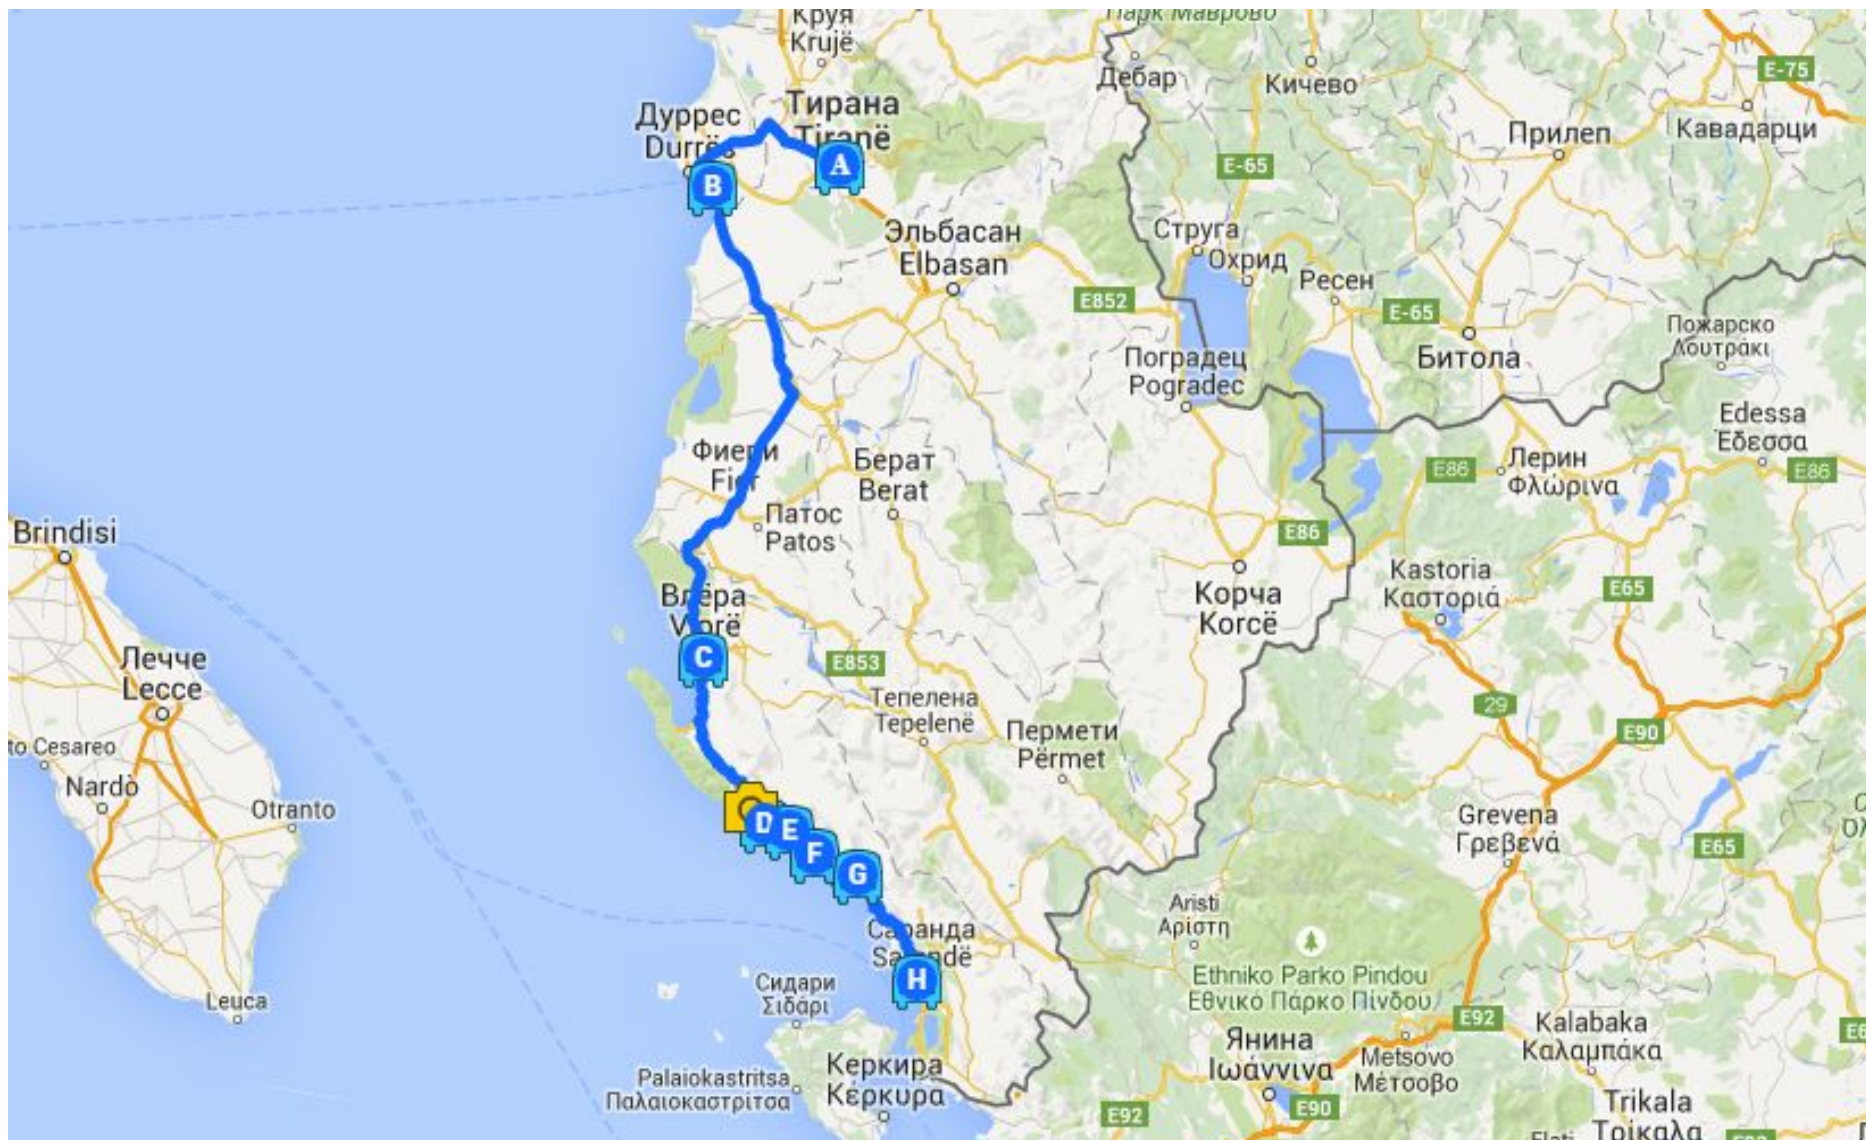 Парк Маврово
Круя
Krujë
Дебар
Кичево
E-75
Тирана
Tiranë
Дуррес
Durrës
A
B
Прилеп
Кавадарци
E-65
Эльбасан
Elbasan
Струга
Охрид
Ресен
E852
E-65
Битола
Пожарско
Λουτράκι
Поградец
Pogradec
Edessa
Έδεσσα
Фиери
Fier
Берат
Berat
E86
Лерин
Φλώρινα
E86
Brindisi
Патос
Patos
E86
Kastoria
Καστοριά
E65
Влёра
Vlorë
Корча
Korcë
C
E853
Лечче
Lecce
Тепелена
Tepelenë
Пермети
Përmet
29
E90
to Cesareo
Nardò
Otranto
D
E
F
G
Grevena
Γρεβενά
E65
Aristi
Αρίστη
Саранда
Sarandë
H
Ethniko Parko Pindou
Εθνικό Πάρκο Πίνδου
Сидари
Σιδάρι
Leuca
E92
Kalabaka
Καλαμπάκα
Янина
Ιωάννινα
Metsovo
Μέτσοβο
Керкира
Κέρκυρα
Palaiokastritsa
Παλαιοκαστρίτσα
E92
E90
Trikala
Τρίκαλα